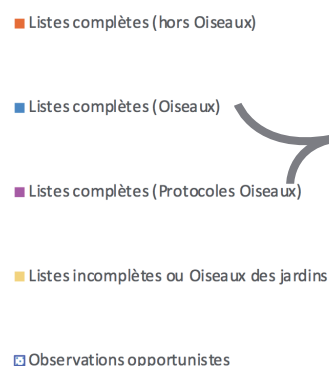 Listes complètes (hors Oiseaux)
Listes complètes (Oiseaux)
Listes complètes (Protocoles Oiseaux)
Listes incomplètes ou Oiseaux des jardins
Observations opportunistes